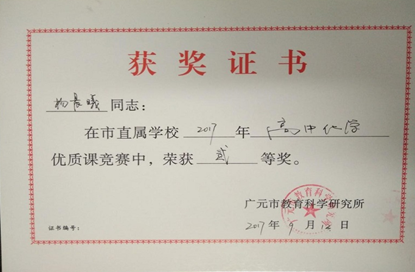 获奖证书
杨长曦 同志：
在市直属学校 2017 年 高中化学
优质课竞赛中，荣获 贰 等奖。
广元市教育科学研究所
2017 年 9 月 12 日
证书编号：